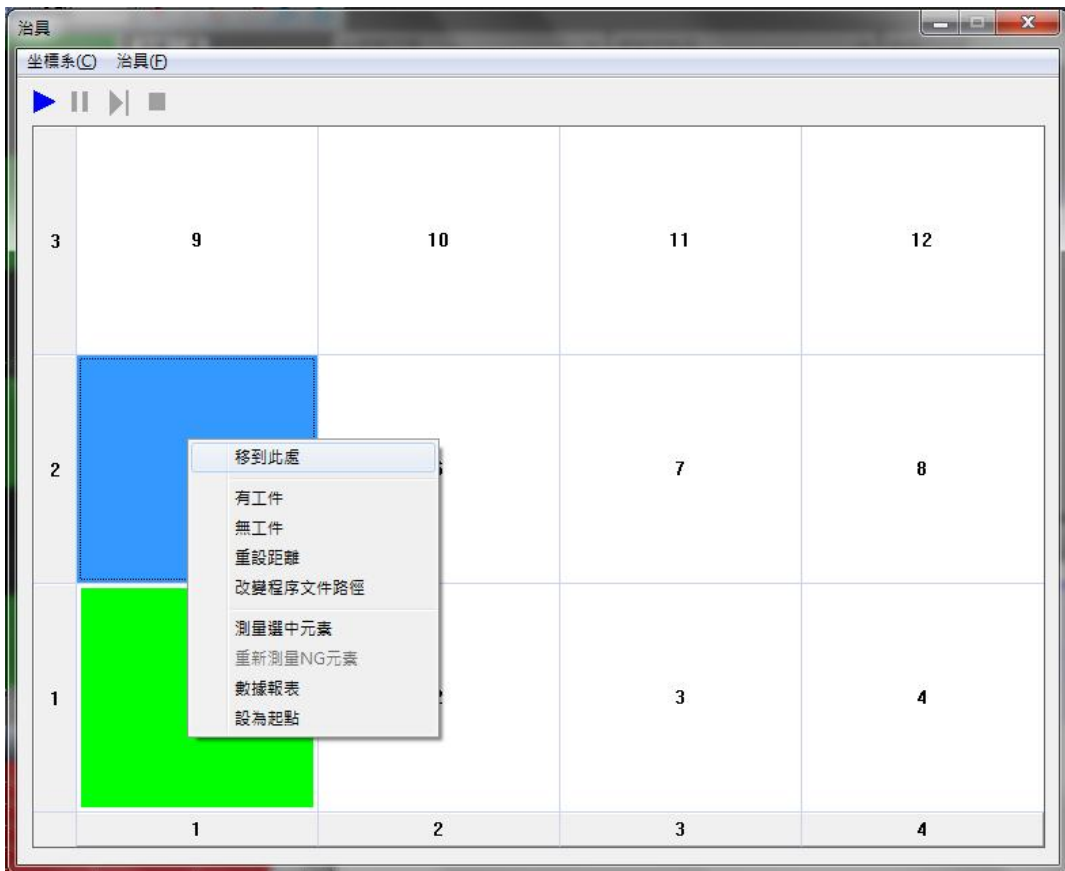 治具
坐標系(C) 治具(F)
3 9 10 11 12
移到此處
2 7 8
有工件
無工件
重設距離
改變程序文件路徑
測量選中元素
重新測量NG元素
1 3 4
數據報表
設為起點
1 2 3 4